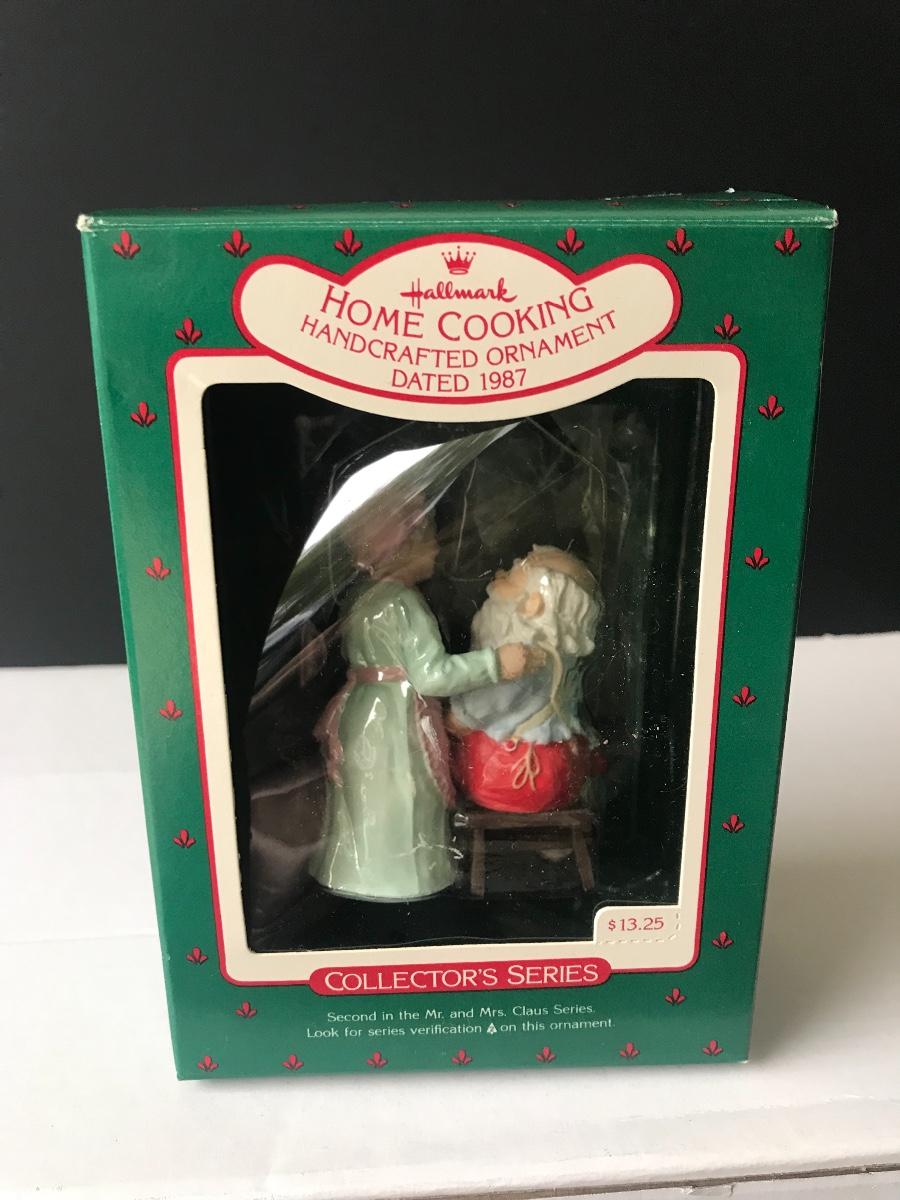 Hallmark
HOME COOKING
HANDCRAFTED ORNAMENT
DATED 1987
$13.25
COLLECTOR'S SERIES
Second in the Mr. and Mrs. Claus Series.
Look for series verification on this ornament.